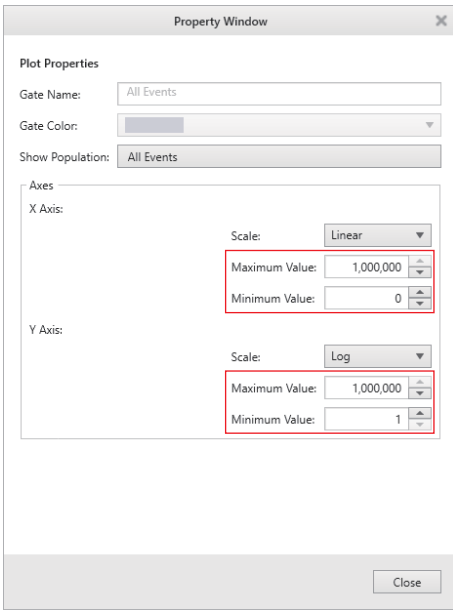 Property Window
Plot Properties
Gate Name: All Events
Gate Color:
Show Population: All Events
Axes
X Axis:
Scale: Linear
Maximum Value: 1,000,000
Minimum Value: 0
Y Axis:
Scale: Log
Maximum Value: 1,000,000
Minimum Value: 1
Close